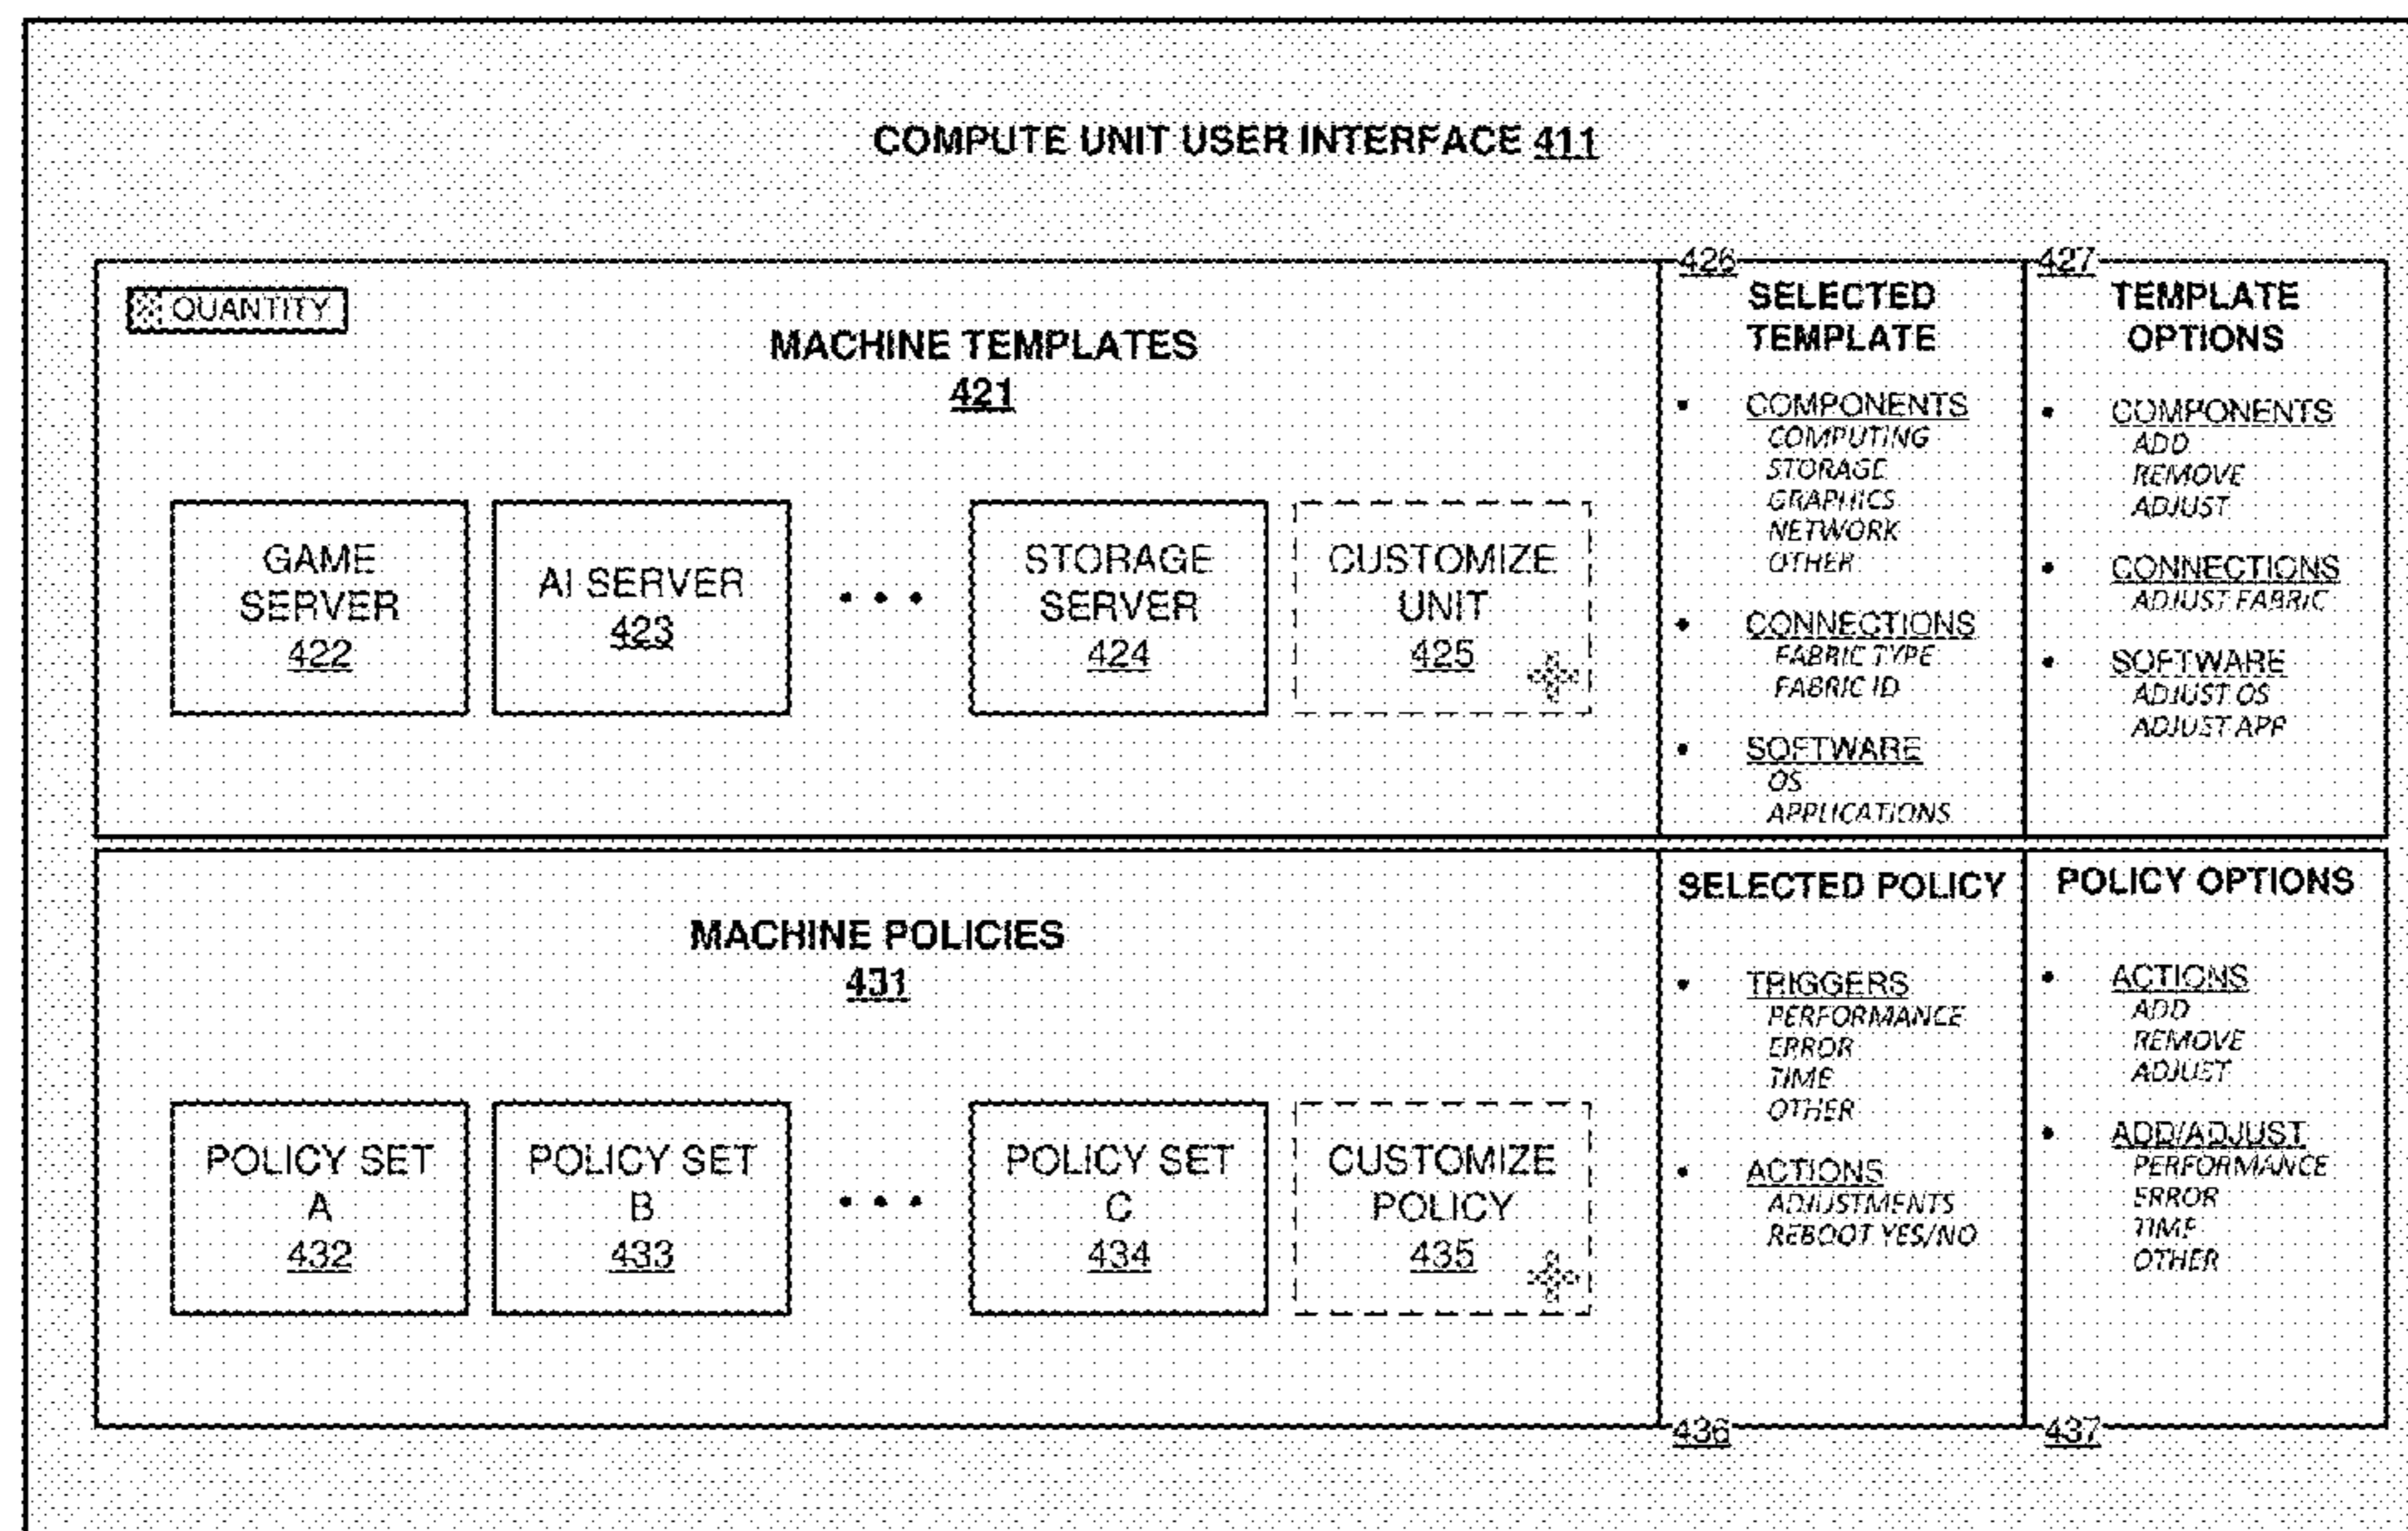 COMPUTE UNIT USER INTERFACE 411
QUANTITY
MACHINE TEMPLATES
421
GAME
SERVER
422
AI SERVER
423
• • •
STORAGE
SERVER
424
CUSTOMIZE
UNIT
425
426
SELECTED
TEMPLATE
• COMPONENTS
COMPUTING
STORAGE
GRAPHICS
NETWORK
OTHER
• CONNECTIONS
FABRIC TYPE
FABRIC ID
• SOFTWARE
OS
APPLICATIONS
427
TEMPLATE
OPTIONS
• COMPONENTS
ADD
REMOVE
ADJUST
• CONNECTIONS
ADJUST FABRIC
• SOFTWARE
ADJUST OS
ADJUST APP
MACHINE POLICIES
431
POLICY SET
A
432
POLICY SET
B
433
• • •
POLICY SET
C
434
CUSTOMIZE
POLICY
435
SELECTED POLICY
• TRIGGERS
PERFORMANCE
ERROR
TIME
OTHER
• ACTIONS
ADJUSTMENTS
REBOOT YES/NO
436
POLICY OPTIONS
• ACTIONS
ADD
REMOVE
ADJUST
• ADD/ADJUST
PERFORMANCE
ERROR
TIME
OTHER
437